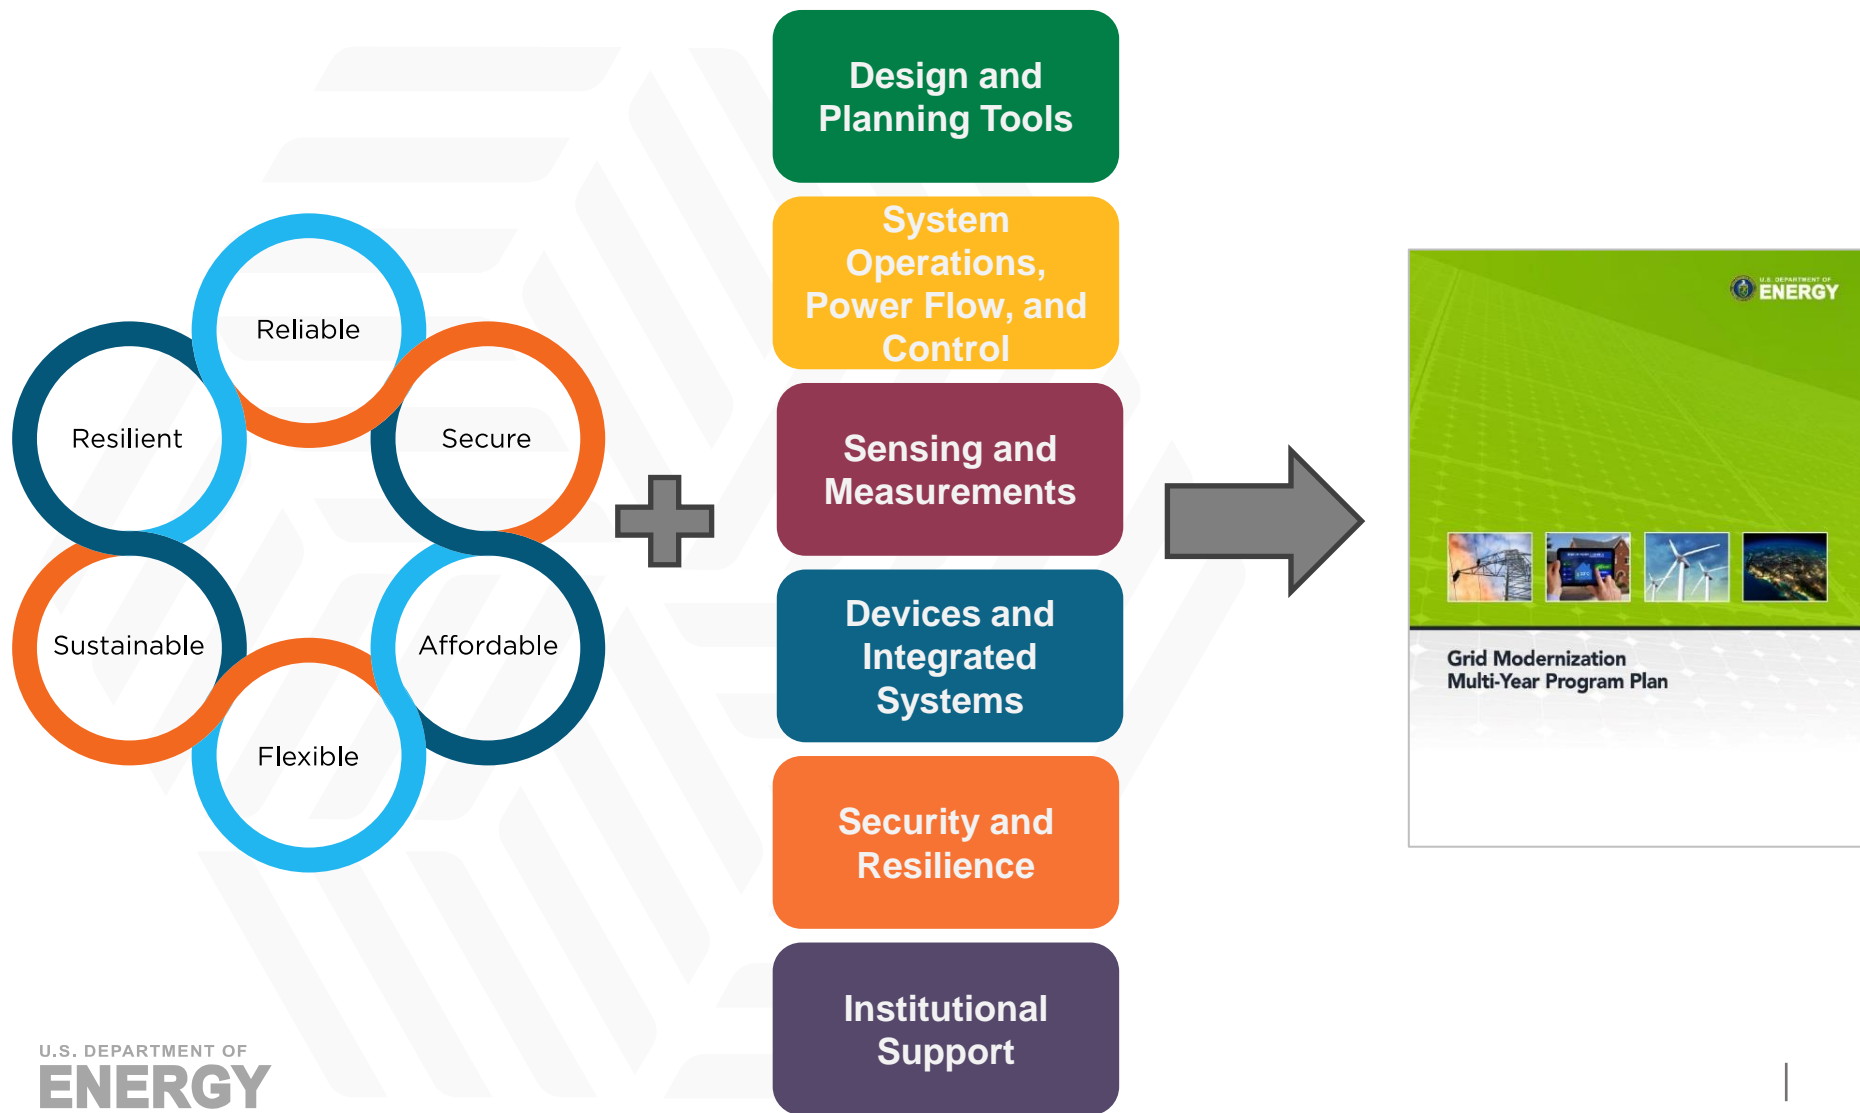 Reliable
Resilient
Secure
Sustainable
Affordable
Flexible
Design and
Planning Tools
System
Operations,
Power Flow, and
Control
Sensing and
Measurements
Devices and
Integrated
Systems
Security and
Resilience
Institutional
Support
U.S. DEPARTMENT OF
ENERGY
Grid Modernization
Multi-Year Program Plan
U.S. DEPARTMENT OF
ENERGY